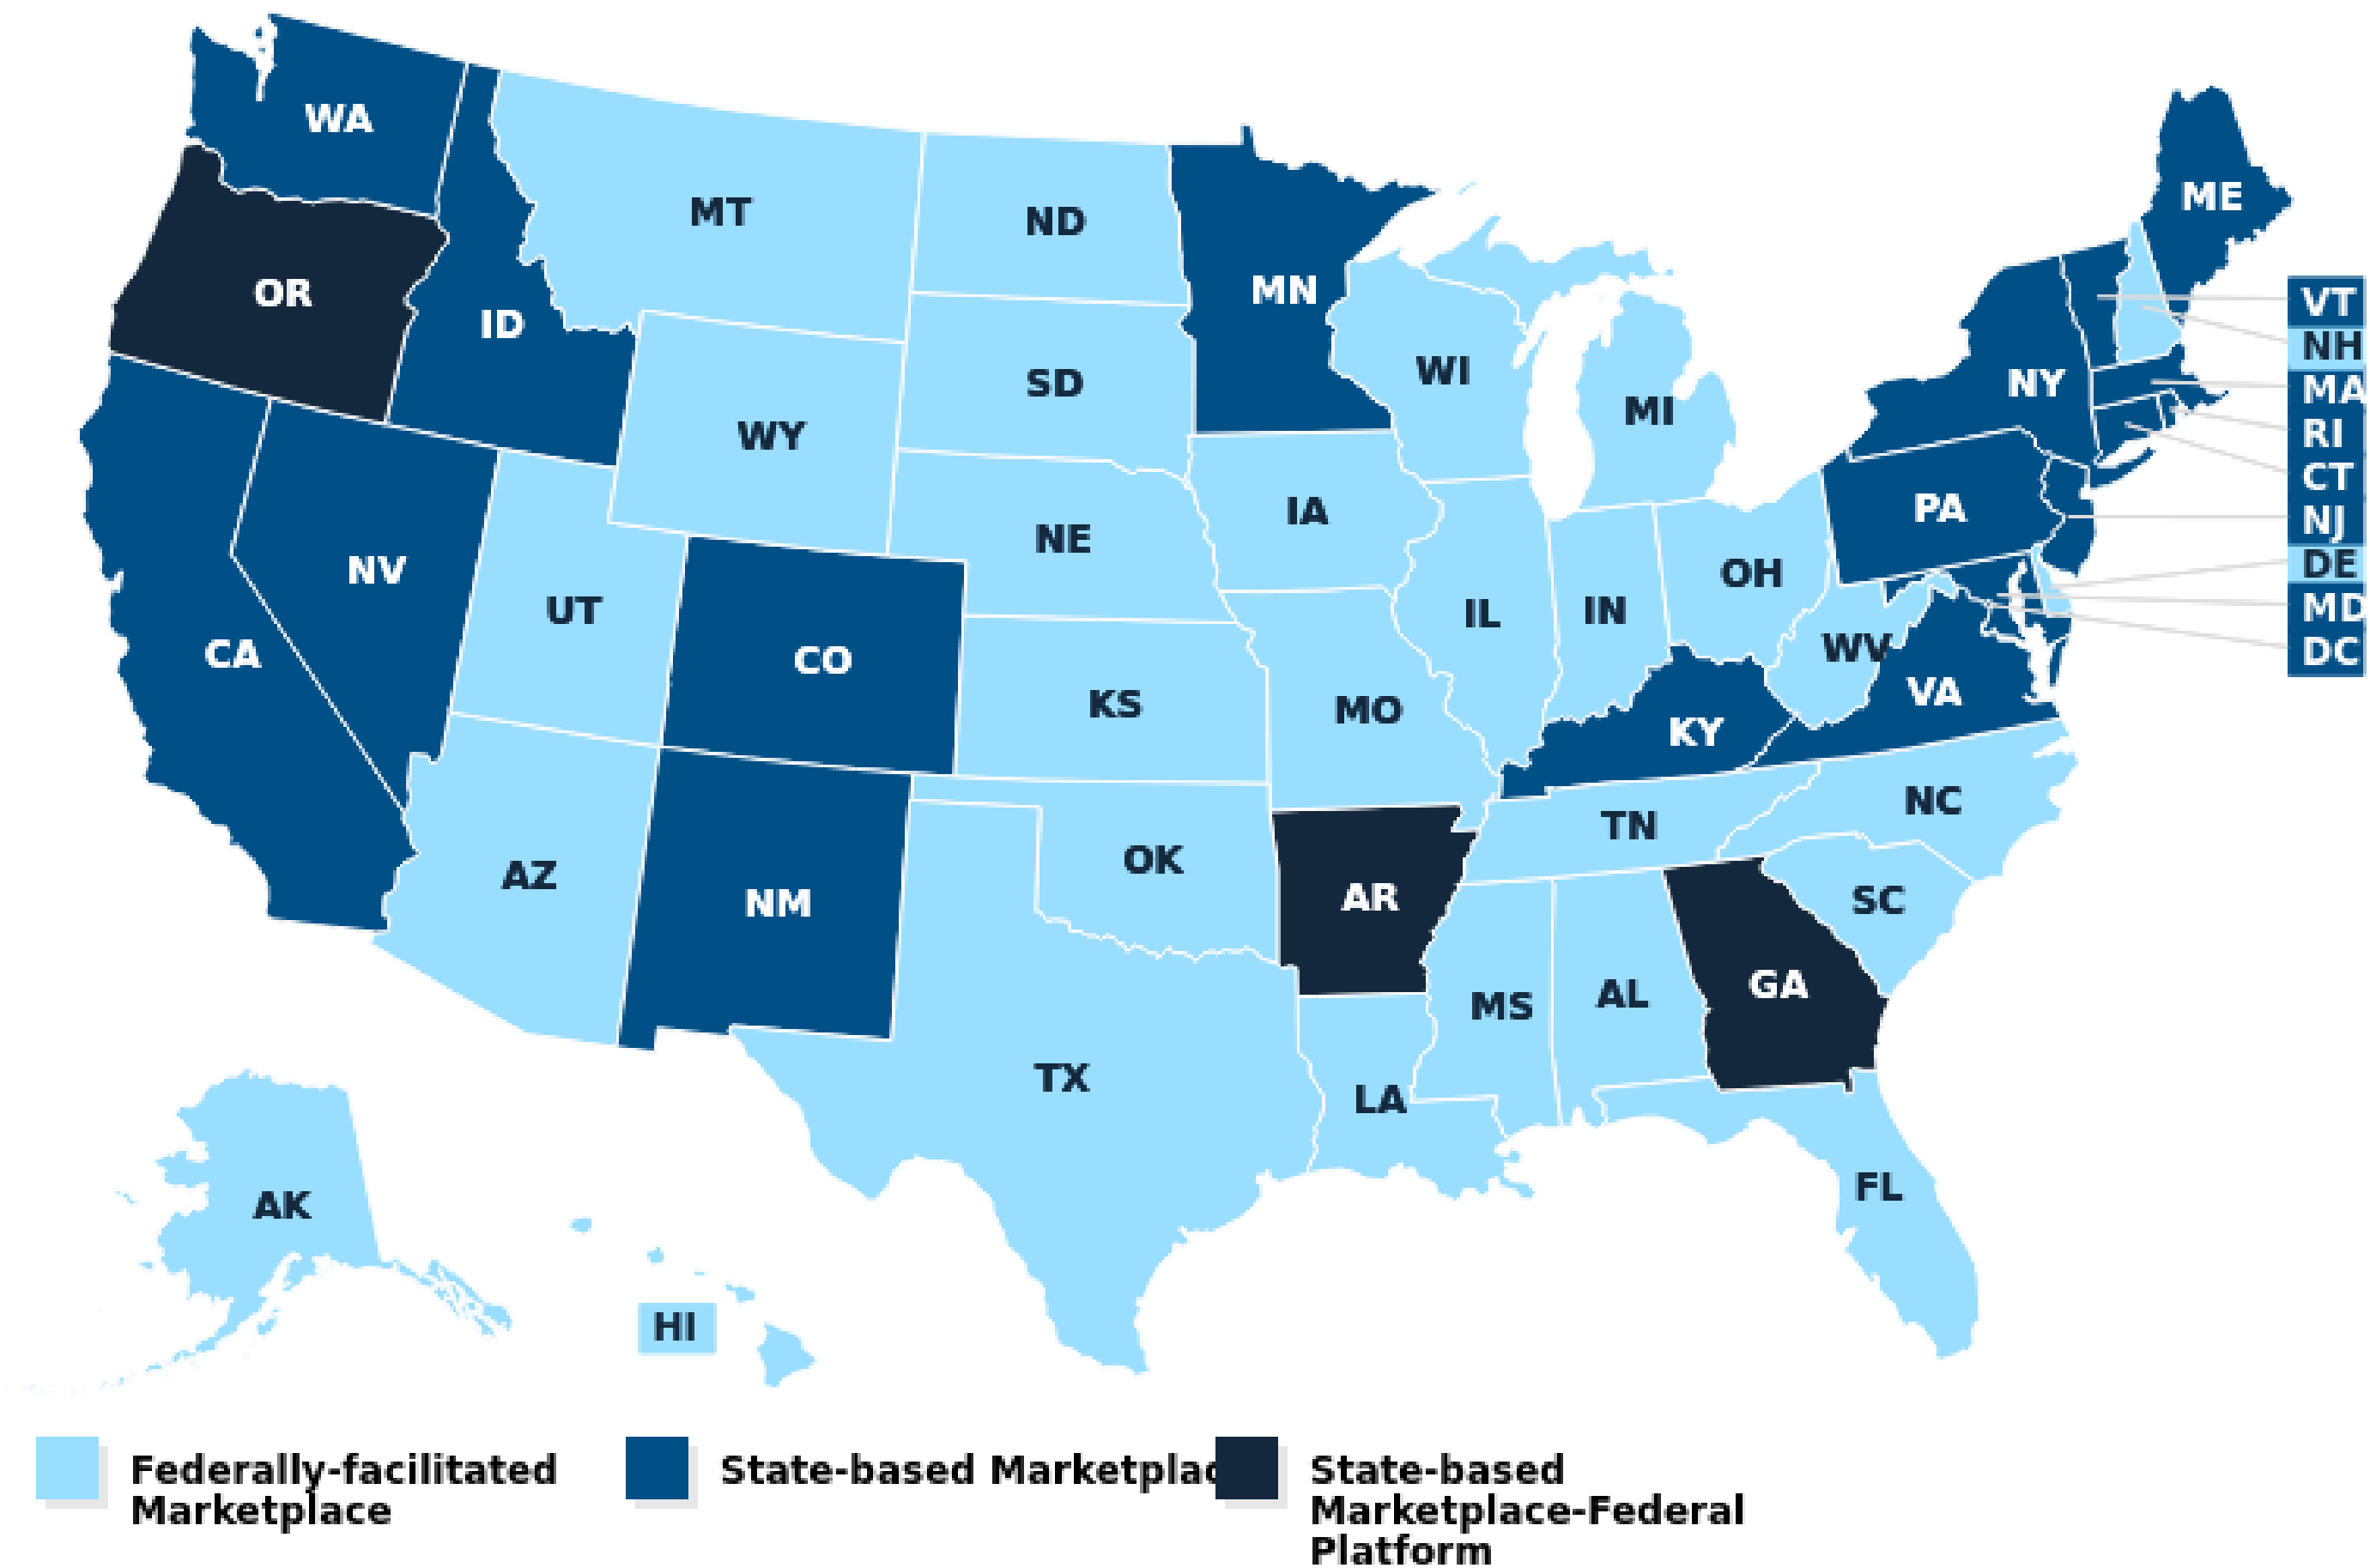 WA
ME
MT
ND
OR
MN
VT
ID
NH
WI
SD
NY
MA
MI
RI
WY
CT
IA
PA
NJ
NE
NV
OH
DE
UT
IL
IN
MD
CA
CO
WV
DC
KS
MO
VA
KY
NC
TN
OK
AZ
AR
NM
SC
GA
MS
AL
TX
LA
FL
AK
HI
Federally-facilitated
Marketplace
State-based Marketplac
State-based
Marketplace-Federal
Platform